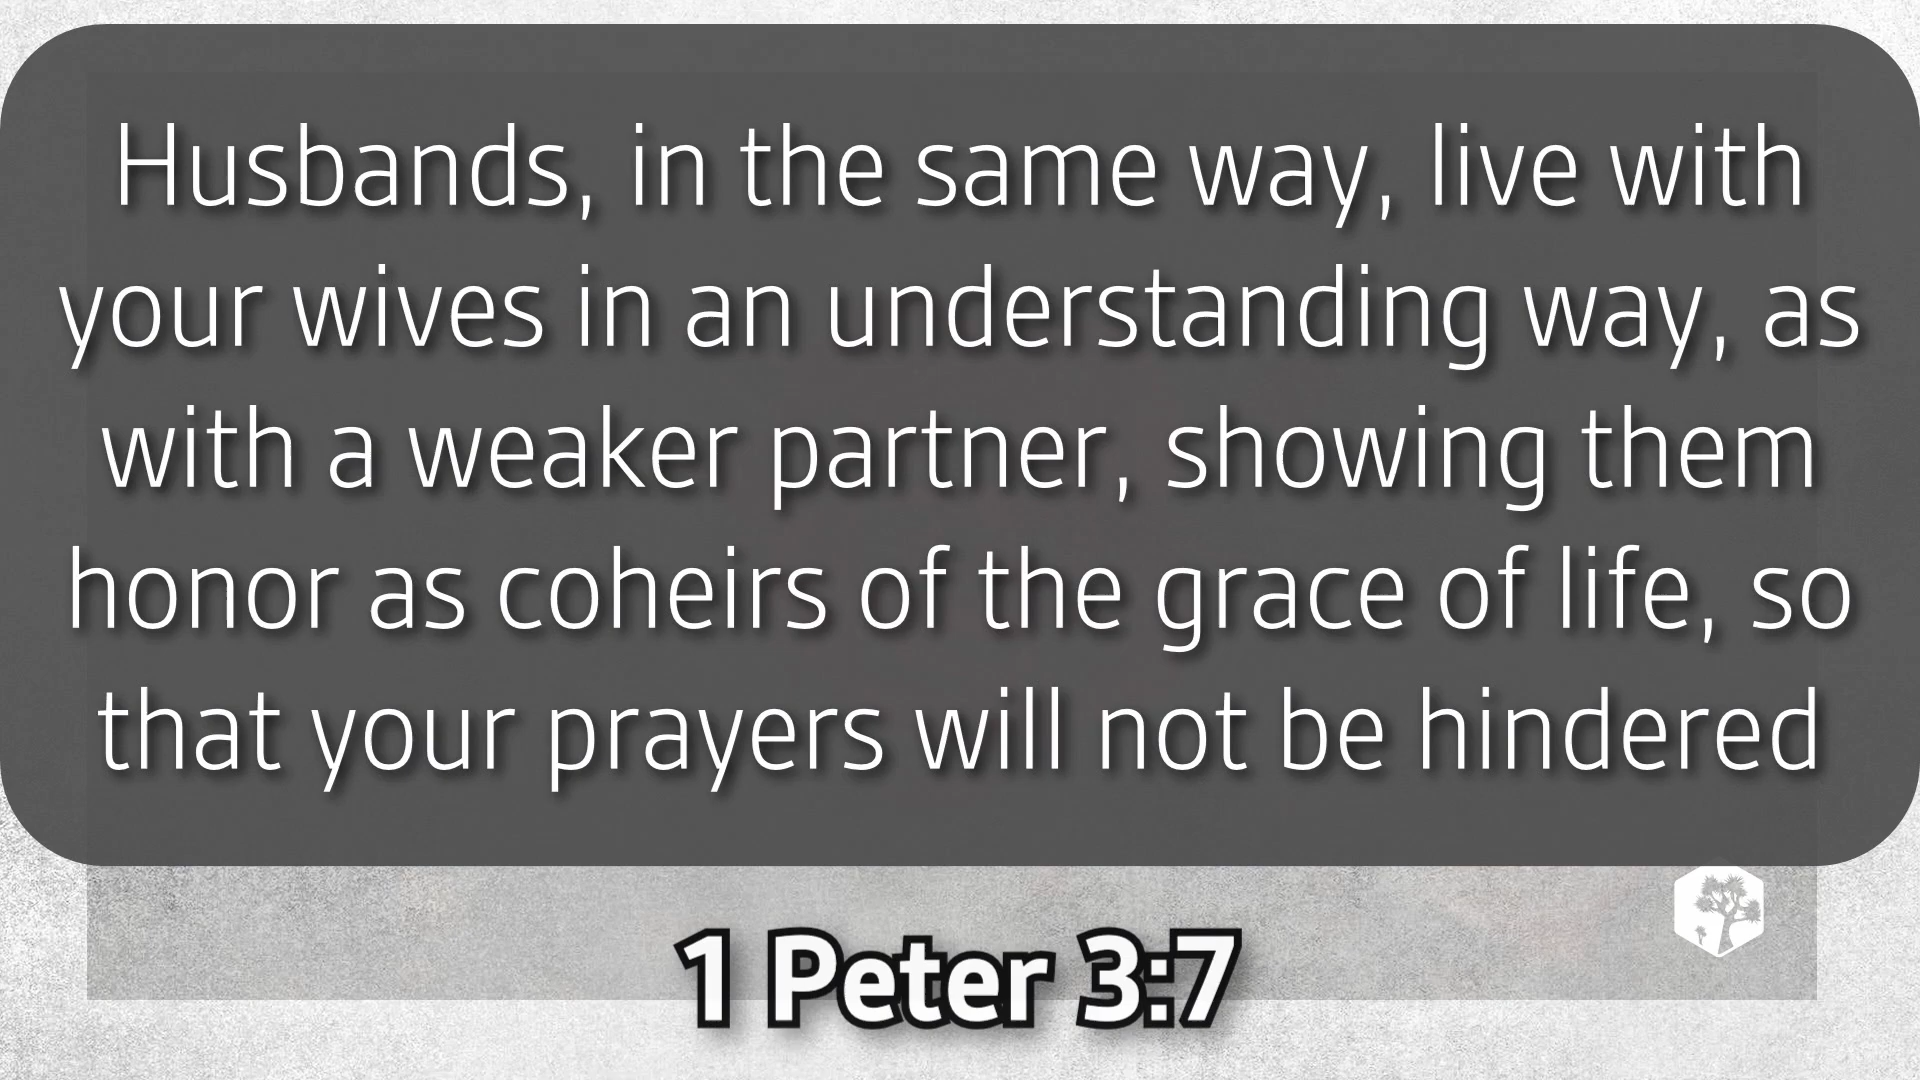 Husbands, in the same way, live with
your wives in an understanding way, as
with a weaker partner, showing them
honor as coheirs of the grace of life, so
that your prayers will not be hindered
1 Peter 3:7